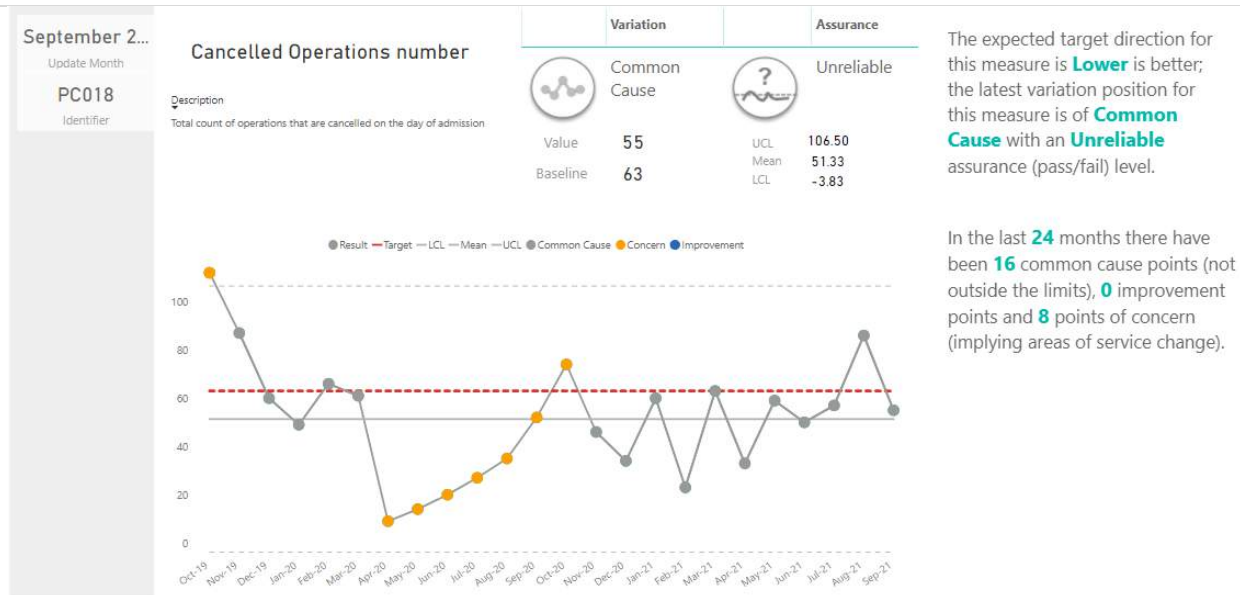 September 2...
Update Month
PC018
Identifier
Cancelled Operations number
Description
Total count of operations that are cancelled on the day of admission
Variation
Assurance
Common
Cause
?
Unreliable
Value 55
Baseline 63
UCL 106.50
Mean 51.33
LCL -3.83
The expected target direction for
this measure is Lower is better;
the latest variation position for
this measure is of Common
Cause with an Unreliable
assurance (pass/fail) level.
In the last 24 months there have
been 16 common cause points (not
outside the limits), 0 improvement
points and 8 points of concern
(implying areas of service change).
Result Target LCL Mean UCL Common Cause Concern Improvement
100
80
60
40
20
0
Oct-19 Nov-19 Dec-19 Jan-20 Feb-20 Mar-20 Apr-20 May-20 Jun-20 Jul-20 Aug-20 Sep-20 Oct-20 Nov-20 Dec-20 Jan-21 Feb-21 Mar-21 Apr-21 May-21 Jun-21 Jul-21 Aug-21 Sep-21